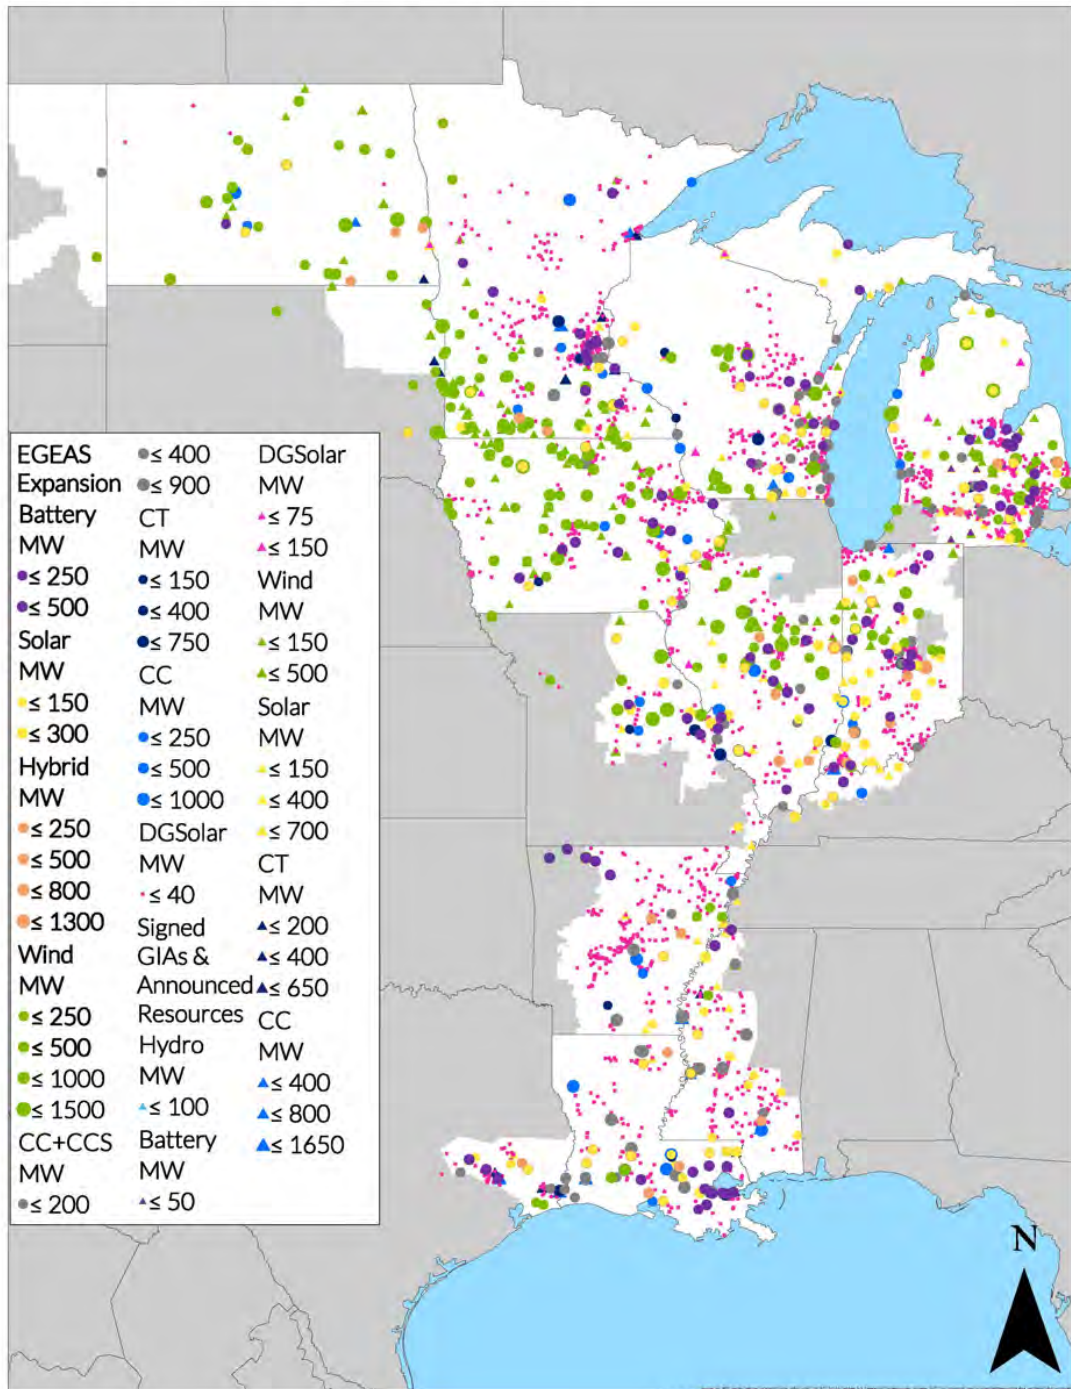 EGEAS
Expansion
Battery
MW
≤ 250
≤ 500
Solar
MW
≤ 150
≤ 300
Hybrid
MW
≤ 250
≤ 500
≤ 800
≤ 1300
Wind
MW
≤ 250
≤ 500
≤ 1000
≤ 1500
CC+CCS
MW
≤ 200
≤ 400
≤ 900
CT
MW
≤ 150
≤ 400
≤ 750
CC
MW
≤ 250
≤ 500
≤ 1000
DGSolar
MW
≤ 40
Signed
GIAs &
Announced
Resources
Hydro
MW
≤ 100
Battery
MW
≤ 50
DGSolar
MW
≤ 75
≤ 150
Wind
MW
≤ 150
≤ 500
Solar
MW
≤ 150
≤ 400
≤ 700
CT
MW
≤ 200
≤ 400
≤ 650
CC
MW
≤ 400
≤ 800
≤ 1650
N